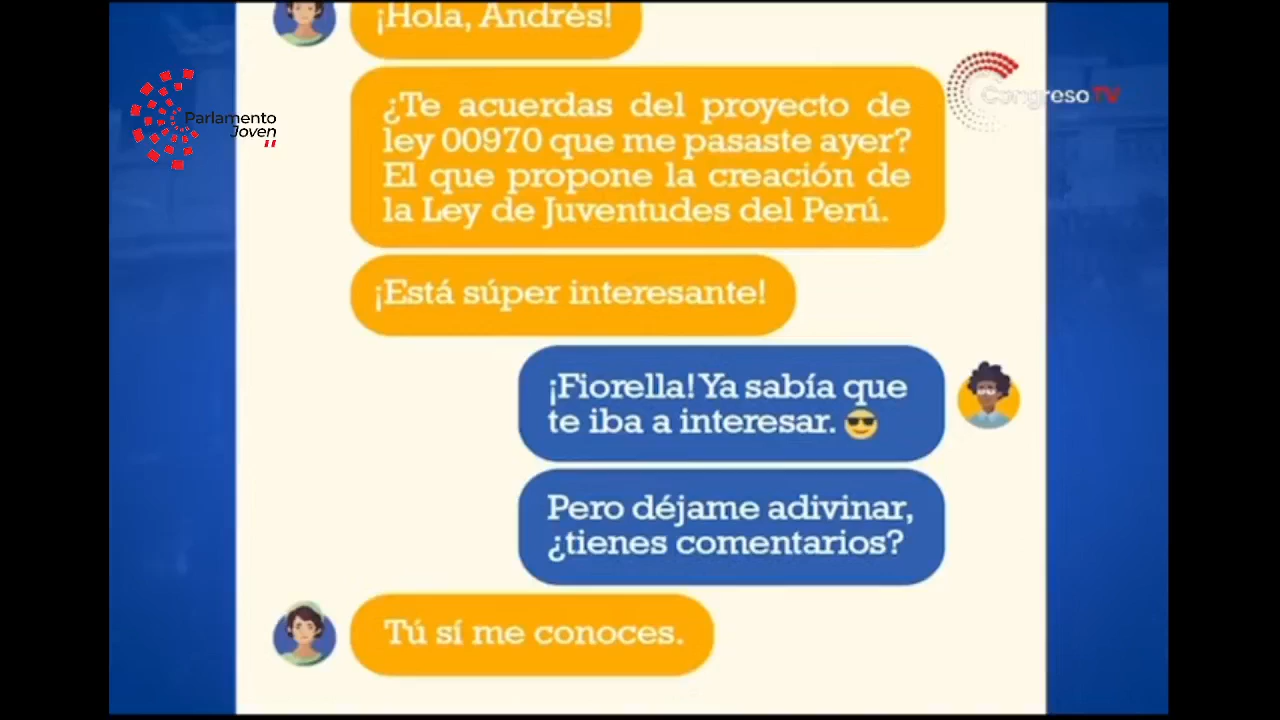 ¡Hola, Andrés!
Parlamento
Joven
CongresoTV
¿Te acuerdas del proyecto de
ley 00970 que me pasaste ayer?
El que propone la creación de
la Ley de Juventudes del Perú.
¡Está súper interesante!
¡Fiorella! Ya sabía que
te iba a interesar. 😎
Pero déjame adivinar,
¿tienes comentarios?
Tú sí me conoces.